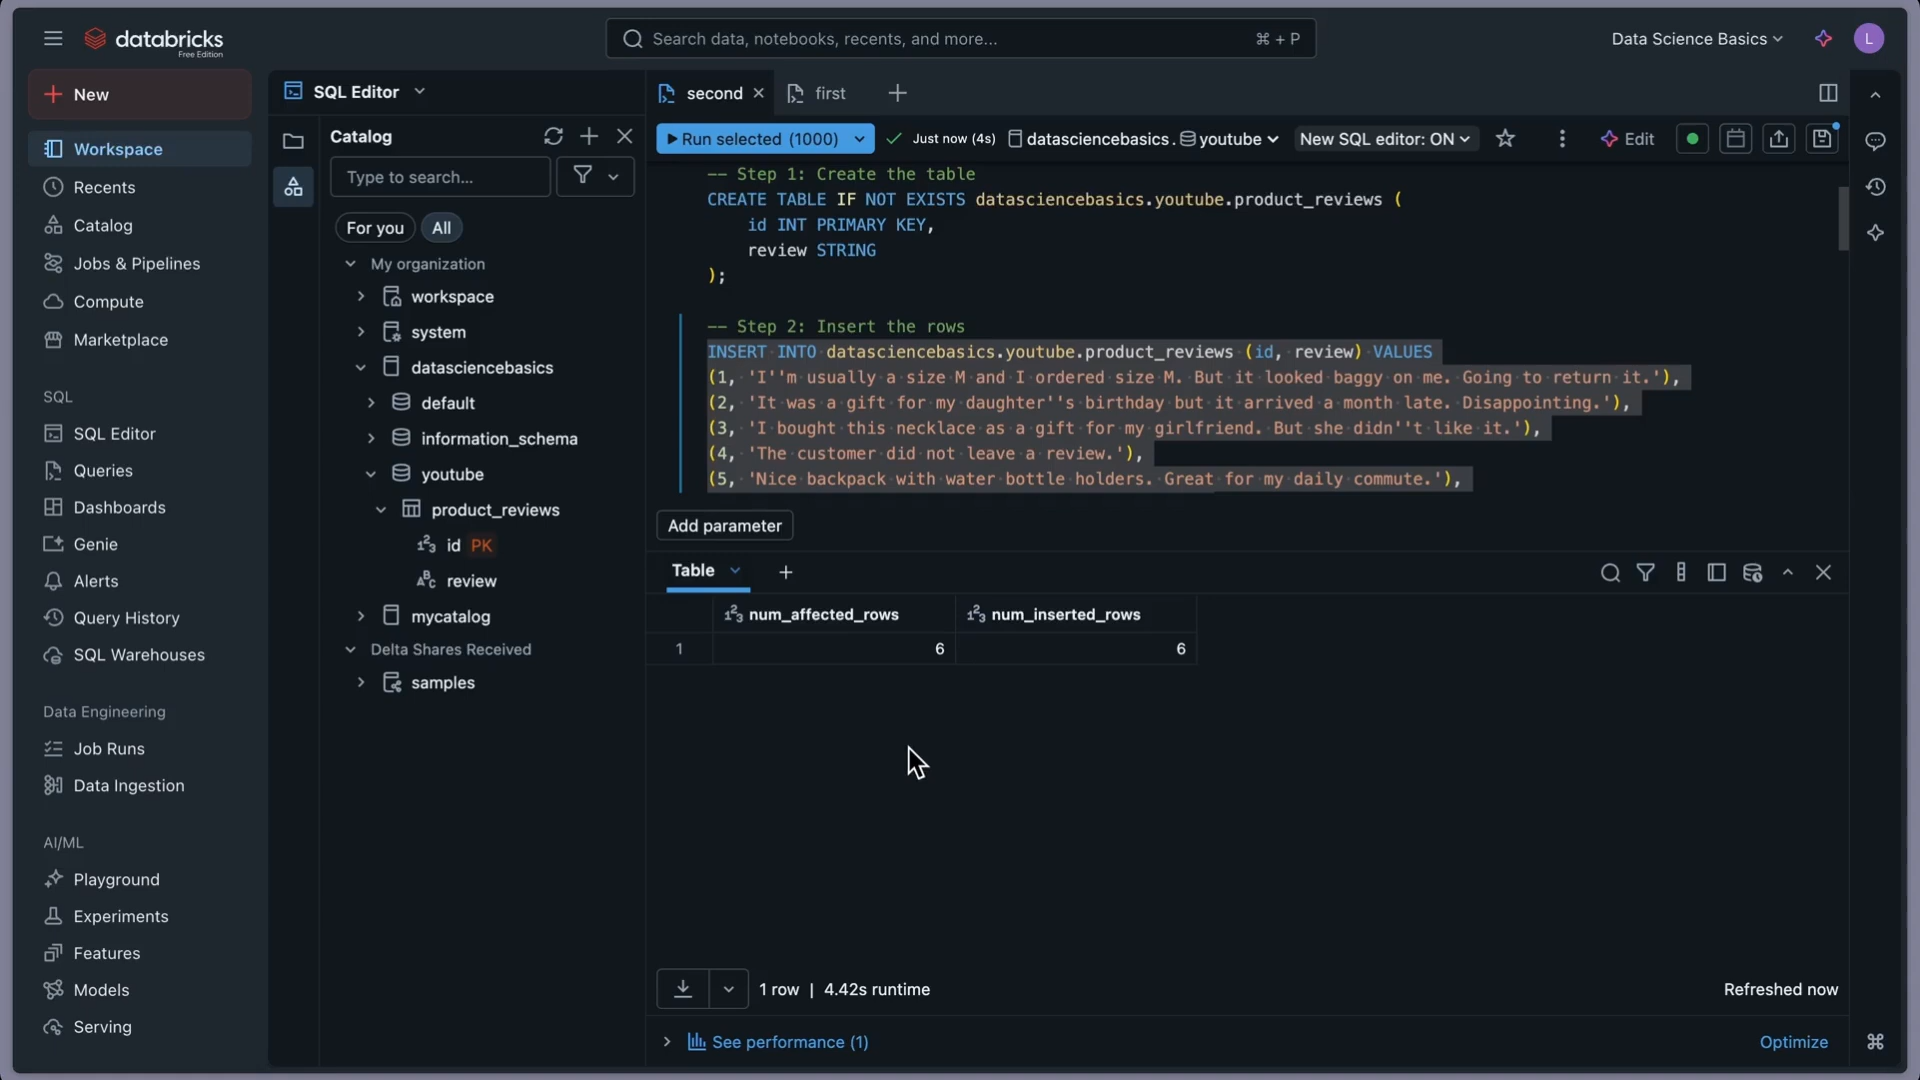 databricks
Free Edition
Search data, notebooks, recents, and more...
⌘ + P
Data Science Basics
L
New
Workspace
Recents
Catalog
Jobs & Pipelines
Compute
Marketplace
SQL
SQL Editor
Queries
Dashboards
Genie
Alerts
Query History
SQL Warehouses
Data Engineering
Job Runs
Data Ingestion
AI/ML
Playground
Experiments
Features
Models
Serving
SQL Editor
Catalog
Type to search...
For you
All
My organization
workspace
system
datasciencebasics
default
information_schema
youtube
product_reviews
id PK
review
mycatalog
Delta Shares Received
samples
second
first
Run selected (1000)
Just now (4s)
datasciencebasics.
youtube
New SQL editor: ON
Edit
-- Step 1: Create the table
CREATE TABLE IF NOT EXISTS datasciencebasics.youtube.product_reviews (
id INT PRIMARY KEY,
review STRING
);
-- Step 2: Insert the rows
INSERT INTO datasciencebasics.youtube.product_reviews (id, review) VALUES
(1, 'I''m usually a size M and I ordered size M. But it looked baggy on me. Going to return it.'),
(2, 'It was a gift for my daughter''s birthday but it arrived a month late. Disappointing.'),
(3, 'I bought this necklace as a gift for my girlfriend. But she didn''t like it.'),
(4, 'The customer did not leave a review.'),
(5, 'Nice backpack with water bottle holders. Great for my daily commute.'),
Add parameter
Table
num_affected_rows
num_inserted_rows
1
6
6
1 row | 4.42s runtime
Refreshed now
See performance (1)
Optimize